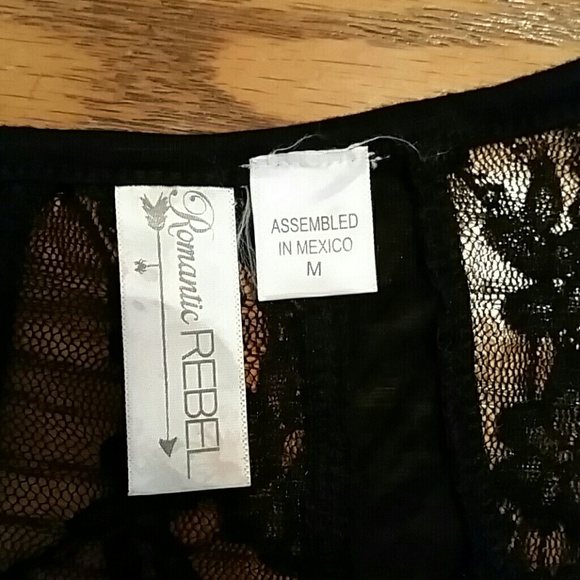 Romantic REBEL
ASSEMBLED
IN MEXICO
M